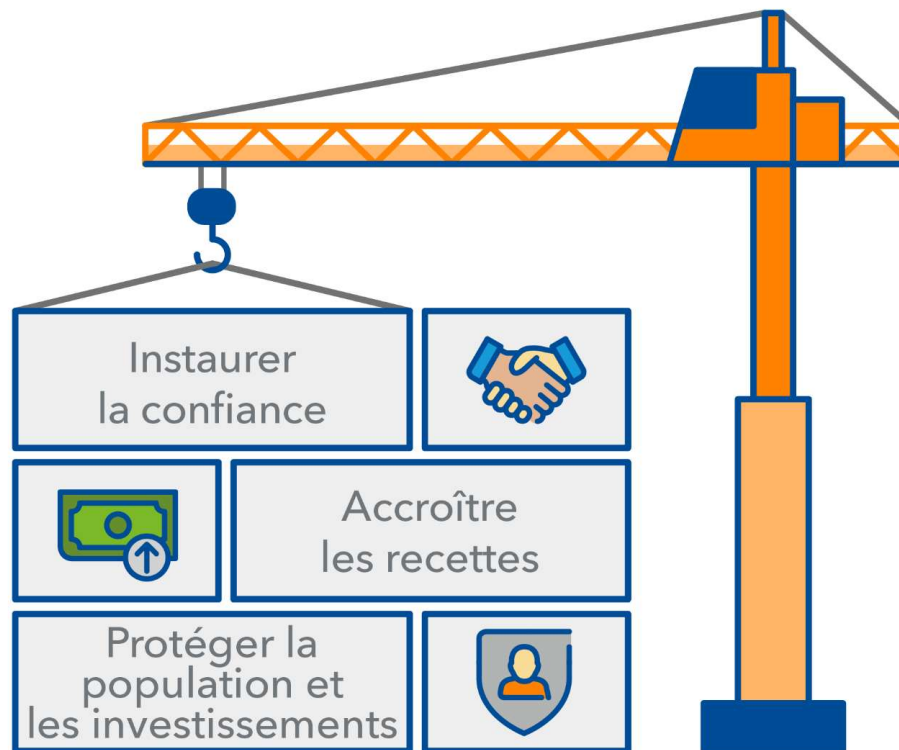 Instaurer
la confiance
Accroître
les recettes
Protéger la
population et
les investissements